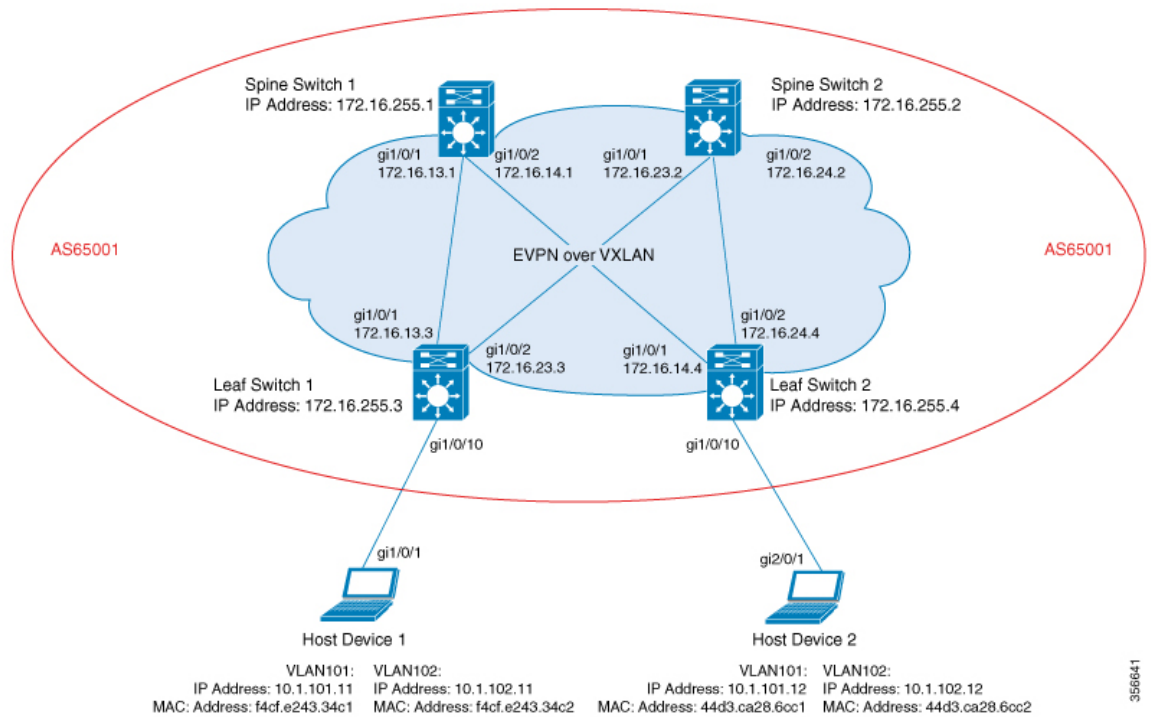 Spine Switch 1
IP Address: 172.16.255.1
Spine Switch 2
IP Address: 172.16.255.2
gi1/0/1
172.16.13.1
gi1/0/2
172.16.14.1
gi1/0/1
172.16.23.2
gi1/0/2
172.16.24.2
AS65001
EVPN over VXLAN
AS65001
gi1/0/1
172.16.13.3
gi1/0/2
172.16.23.3
gi1/0/1
172.16.14.4
gi1/0/2
172.16.24.4
Leaf Switch 1
IP Address: 172.16.255.3
Leaf Switch 2
IP Address: 172.16.255.4
gi1/0/10
gi1/0/10
gi1/0/1
gi2/0/1
Host Device 1
Host Device 2
VLAN101:
IP Address: 10.1.101.11
MAC: Address: f4cf.e243.34c1
VLAN102:
IP Address: 10.1.102.11
MAC: Address: f4cf.e243.34c2
VLAN101:
IP Address: 10.1.101.12
MAC: Address: 44d3.ca28.6cc1
VLAN102:
IP Address: 10.1.102.12
MAC: Address: 44d3.ca28.6cc2
356641